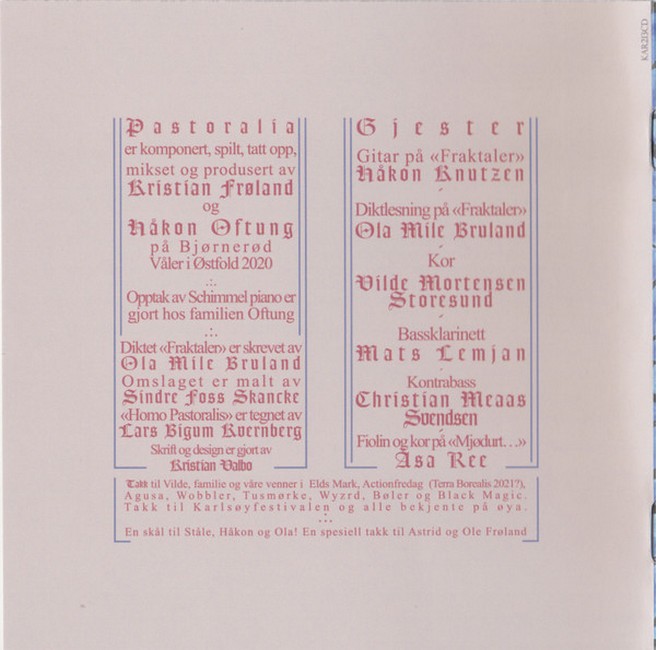 KAR213CD
Pastoralia
er komponert, spilt, tatt opp,
mikset og produsert av
Kristian Frøland
og
Håkon Oftung
på Bjørnerød
Våler i Østfold 2020
.:.
Opptak av Schimmel piano er
gjort hos familien Oftung
.:.
Diktet «Fraktaler» er skrevet av
Ola Mile Bruland
Omslaget er malt av
Sindre Foss Skancke
«Homo Pastoralis» er tegnet av
Lars Bigum Kvernberg
Skrift og design er gjort av
Kristian Valbo
Gjester
Gitar på «Fraktaler»
Håkon Knutzen
Diktlesning på «Fraktaler»
Ola Mile Bruland
Kor
Vilde Mortensen
Storesund
Bassklarinett
Mats Lemjan
Kontrabass
Christian Meaas
Svendsen
Fiolin og kor på «Mjødurt…»
Åsa Ree
Takk til Vilde, familie og våre venner i Elds Mark, Actionfredag (Terra Borealis 2021?),
Agusa, Wobbler, Tusmørke, Wyzrd, Bøler og Black Magic.
Takk til Karlsøyfestivalen og alle bekjente på øya.
.:.
En skål til Ståle, Håkon og Ola! En spesiell takk til Astrid og Ole Frøland